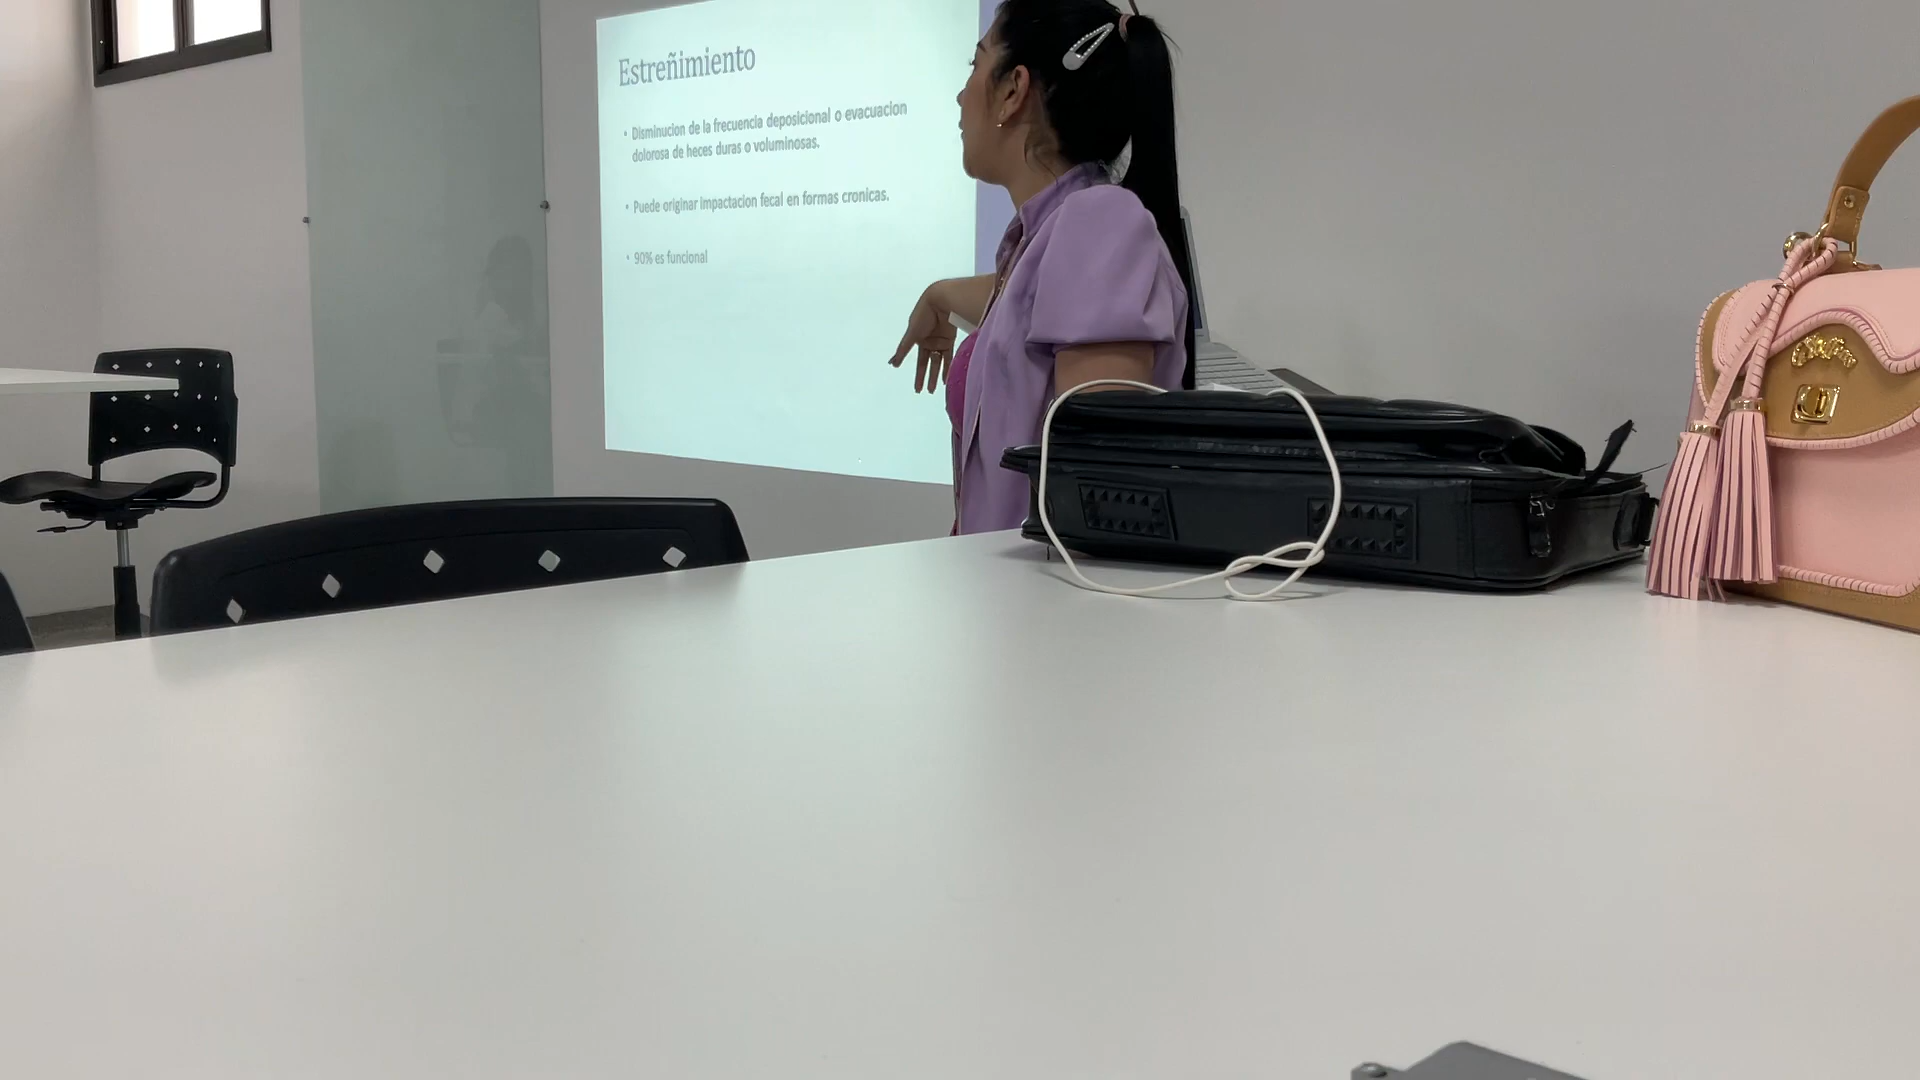 Estreñimiento
• Disminucion de la frecuencia deposicional o evacuacion
dolorosa de heces duras o voluminosas.
• Puede originar impactacion fecal en formas cronicas.
• 90% es funcional